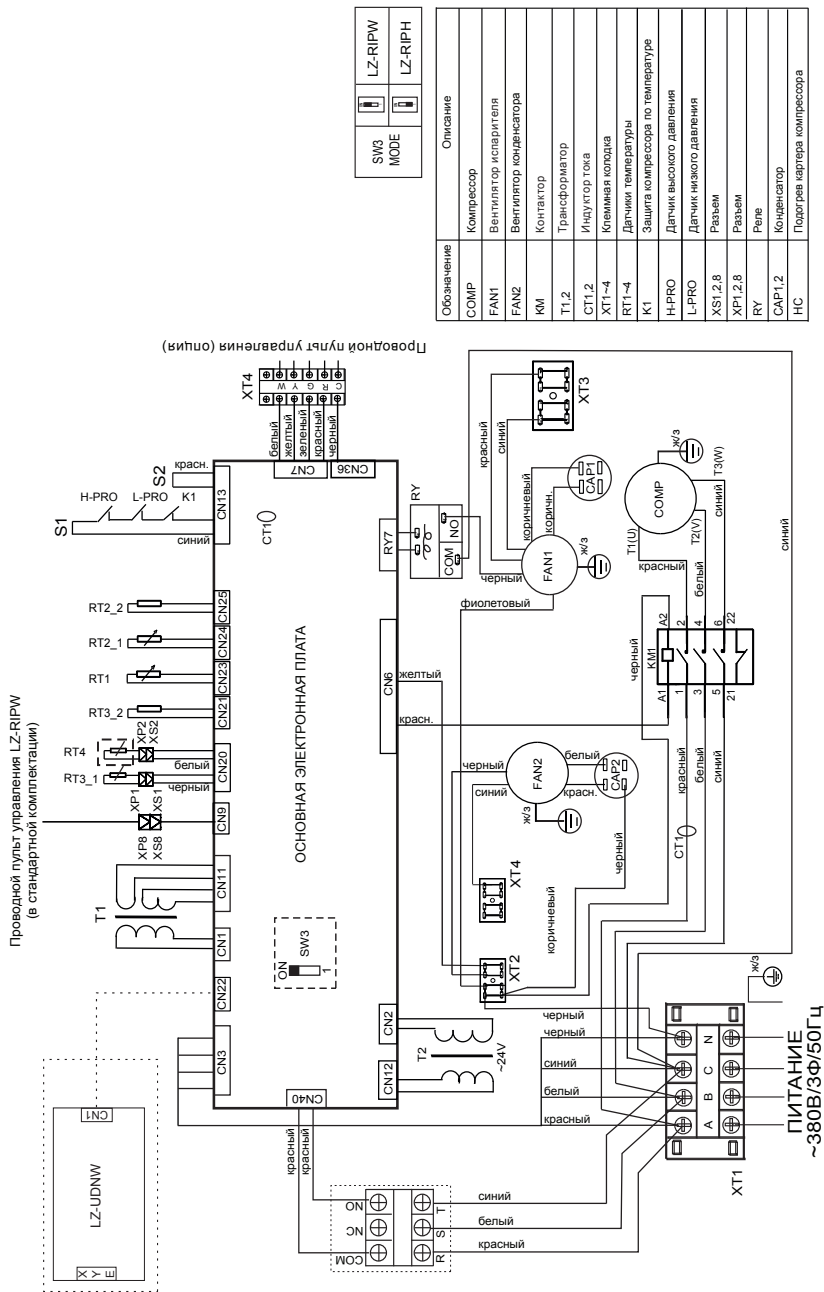 SW3
MODE
LZ-RIPW
LZ-RIPH
Обозначение
Описание
COMP
Компрессор
FAN1
Вентилятор испарителя
FAN2
Вентилятор конденсатора
KM
Контактор
T1,2
Трансформатор
CT1,2
Индуктор тока
XT1~4
Клеммная колодка
RT1~4
Датчики температуры
K1
Защита компрессора по температуре
H-PRO
Датчик высокого давления
L-PRO
Датчик низкого давления
XS1,2,8
Разъем
XP1,2,8
Разъем
RY
Реле
CAP1,2
Конденсатор
HC
Подогрев картера компрессора
Проводной пульт управления (опция)
XT4
W
Y
G
R
C
белый
желтый
зеленый
красный
черный
CN7
CN36
S2
красн.
H-PRO
L-PRO
K1
S1
синий
CN13
CT1
RT2_2
CN25
RT2_1
CN24
RT1
CN23
RT3_2
CN21
RT4
XP2
XS2
белый
CN20
RT3_1
XP1
XS1
черный
Проводной пульт управления LZ-RIPW
(в стандартной комплектации)
XP8
XS8
CN9
T1
CN11
CN1
CN22
CN3
LZ-UDNW
CN1
X
Y
E
ОСНОВНАЯ ЭЛЕКТРОННАЯ ПЛАТА
SW3
ON
1
CN40
красный
красный
CN12
CN2
T2
~24V
CN6
желтый
красн.
RY7
RY
COM
NO
черный
фиолетовый
красный
синий
XT3
коричневый
коричн.
CAP1
FAN1
ж/з
COMP
ж/з
T1(U)
T2(V)
T3(W)
красный
белый
синий
синий
черный
KM1
A1
A2
1
2
3
4
5
6
21
22
красный
белый
синий
CT1
черный
синий
FAN2
белый
красн.
CAP2
ж/з
черный
XT4
коричневый
XT2
черный
черный
синий
белый
красный
ж/з
N
C
B
A
XT1
ПИТАНИЕ
~380В/3Ф/50Гц
NO
NC
COM
T
S
R
синий
белый
красный